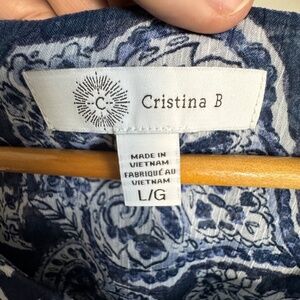 C
Cristina B
MADE IN
VIETNAM
FABRIQUÉ AU
VIETNAM
L/G